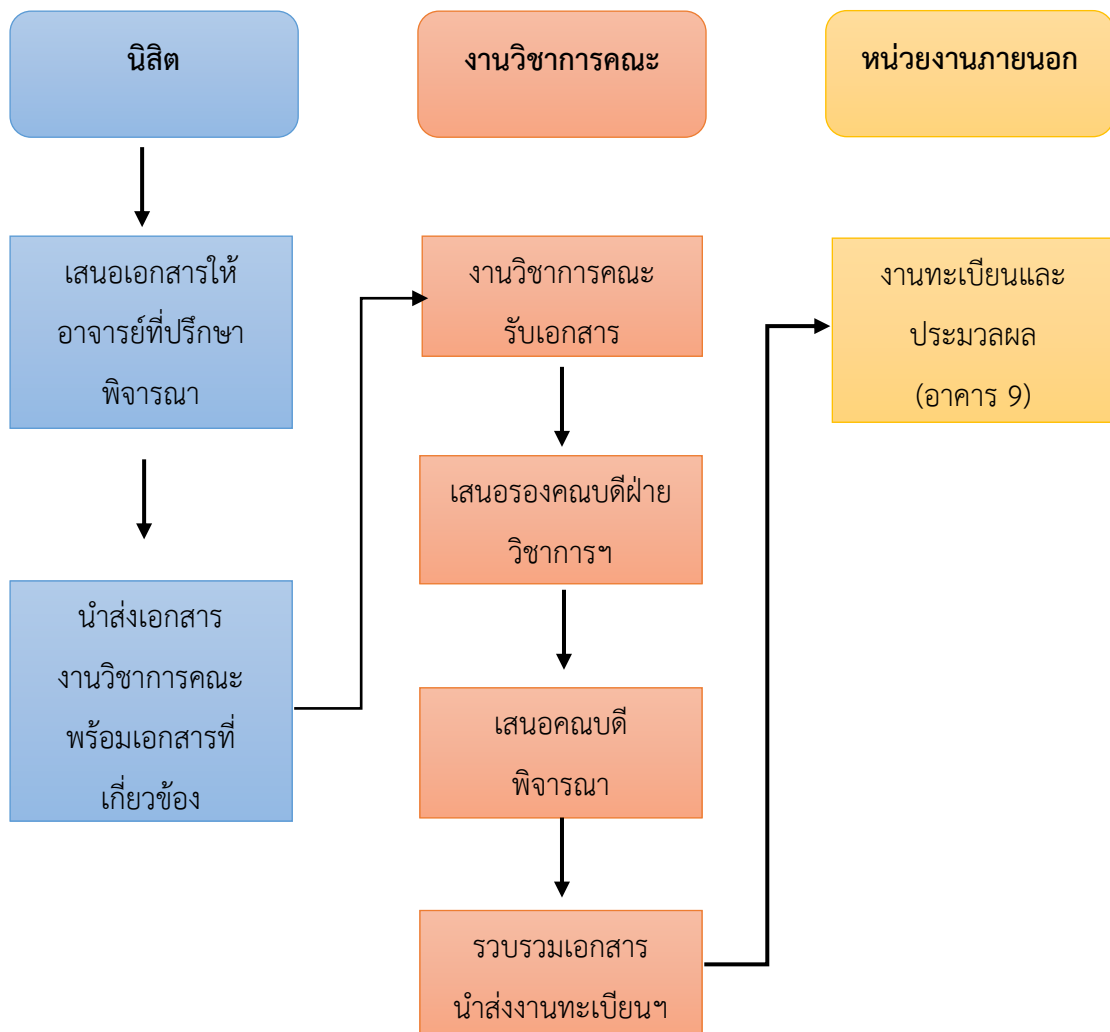 นิสิต
งานวิชาการคณะ
หน่วยงานภายนอก
เสนอเอกสารให้
อาจารย์ที่ปรึกษา
พิจารณา
นำส่งเอกสาร
งานวิชาการคณะ
พร้อมเอกสารที่
เกี่ยวข้อง
งานวิชาการคณะ
รับเอกสาร
เสนอรองคณบดีฝ่าย
วิชาการฯ
เสนอคณบดี
พิจารณา
รวบรวมเอกสาร
นำส่งงานทะเบียนฯ
งานทะเบียนและ
ประมวลผล
(อาคาร 9)